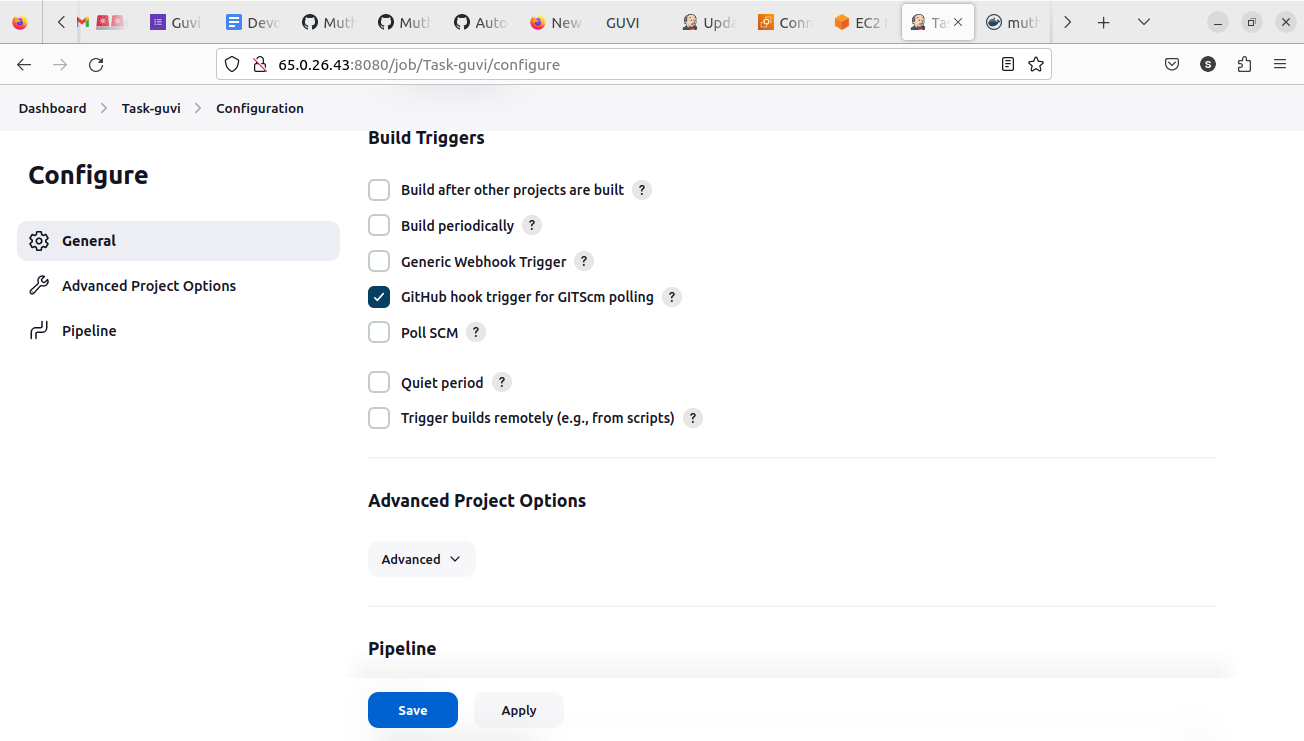 Guvi Devo Muth Muth Auto New GUVI Upda Conn EC2 Tas muth
65.0.26.43:8080/job/Task-guvi/configure S
Dashboard Task-guvi Configuration
Build Triggers
Configure
Build after other projects are built ?
Build periodically ?
General
Generic Webhook Trigger ?
Advanced Project Options
GitHub hook trigger for GITScm polling ?
Pipeline
Poll SCM ?
Quiet period ?
Trigger builds remotely (e.g., from scripts) ?
Advanced Project Options
Advanced
Pipeline
Save Apply